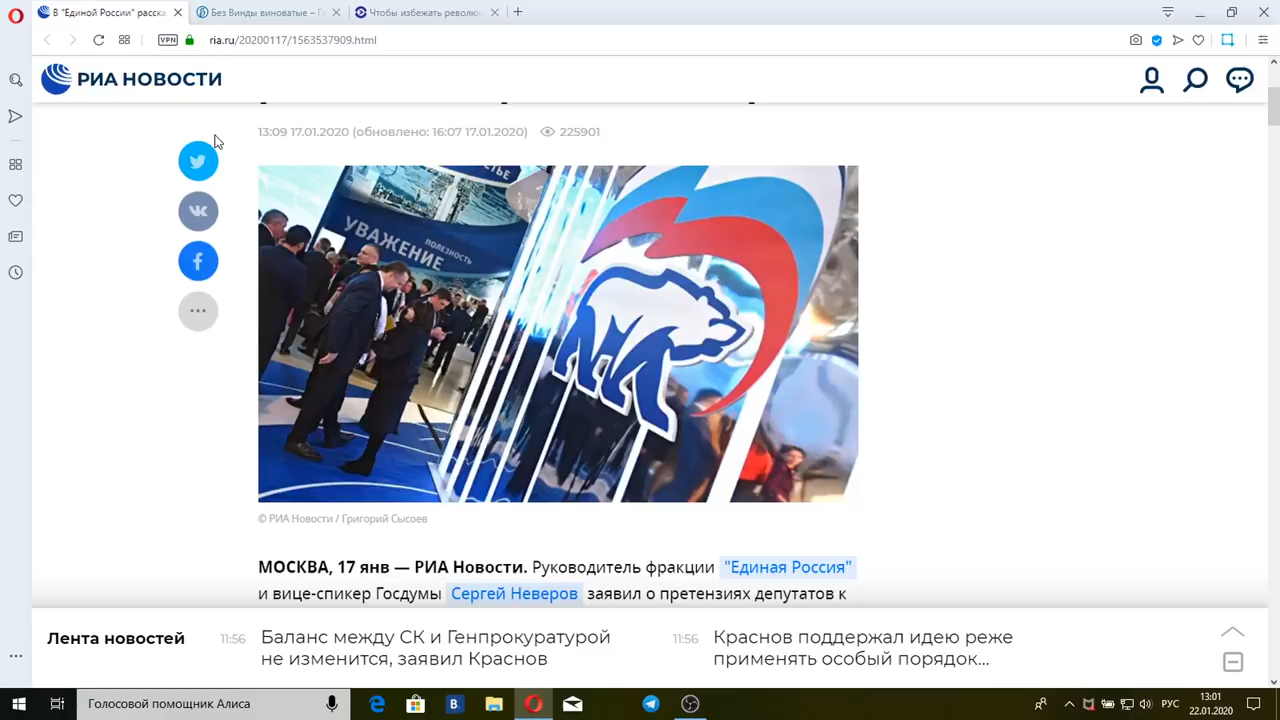 В "Единой России" расска
Без Винды виноватые – Г
Чтобы избежать революц
VPN
ria.ru/20200117/1563537909.html
РИА НОВОСТИ
13:09 17.01.2020 (обновлено: 16:07 17.01.2020) 225901
УВАЖЕНИЕ
ПОЛЕЗНОСТЬ
© РИА Новости / Григорий Сысоев
МОСКВА, 17 янв — РИА Новости. Руководитель фракции "Единая Россия"
и вице-спикер Госдумы Сергей Неверов заявил о претензиях депутатов к
Лента новостей
11:56 Баланс между СК и Генпрокуратурой
не изменится, заявил Краснов
11:56 Краснов поддержал идею реже
применять особый порядок...
Голосовой помощник Алиса
РУС
13:01
22.01.2020